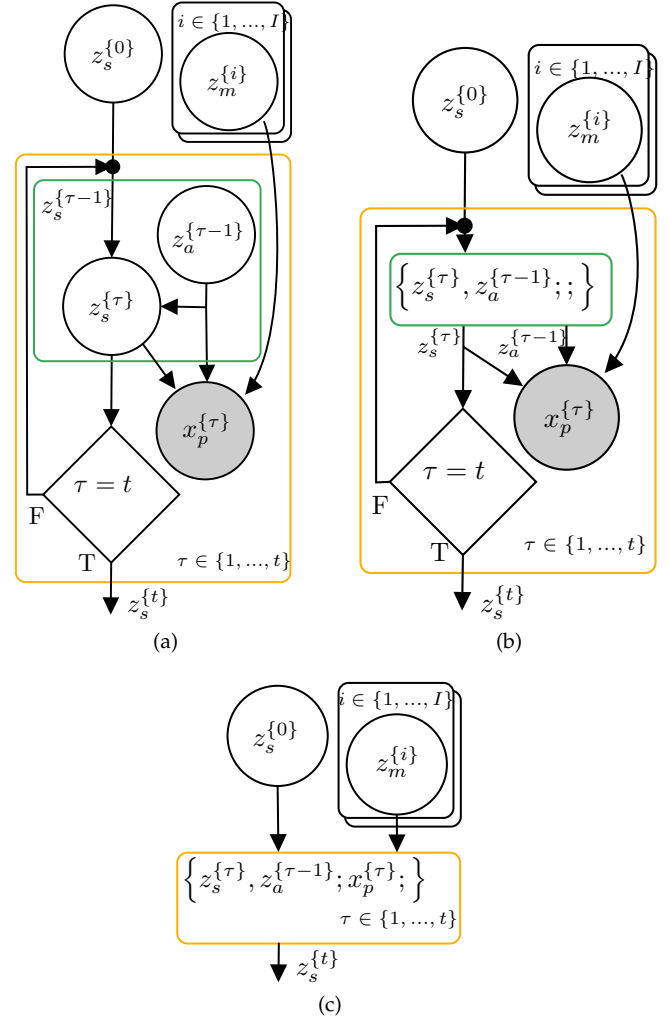 z_s^{0}
i ∈ {1, ..., I}
z_m^{i}
z_s^{τ−1}
z_a^{τ−1}
z_s^{τ}
x_p^{τ}
τ = t
F
T
τ ∈ {1, ..., t}
z_s^{t}
(a)
z_s^{0}
i ∈ {1, ..., I}
z_m^{i}
{z_s^{τ}, z_a^{τ−1}; ; }
z_s^{τ}
z_a^{τ−1}
x_p^{τ}
τ = t
F
T
τ ∈ {1, ..., t}
z_s^{t}
(b)
z_s^{0}
i ∈ {1, ..., I}
z_m^{i}
{z_s^{τ}, z_a^{τ−1}; x_p^{τ}; }
τ ∈ {1, ..., t}
z_s^{t}
(c)